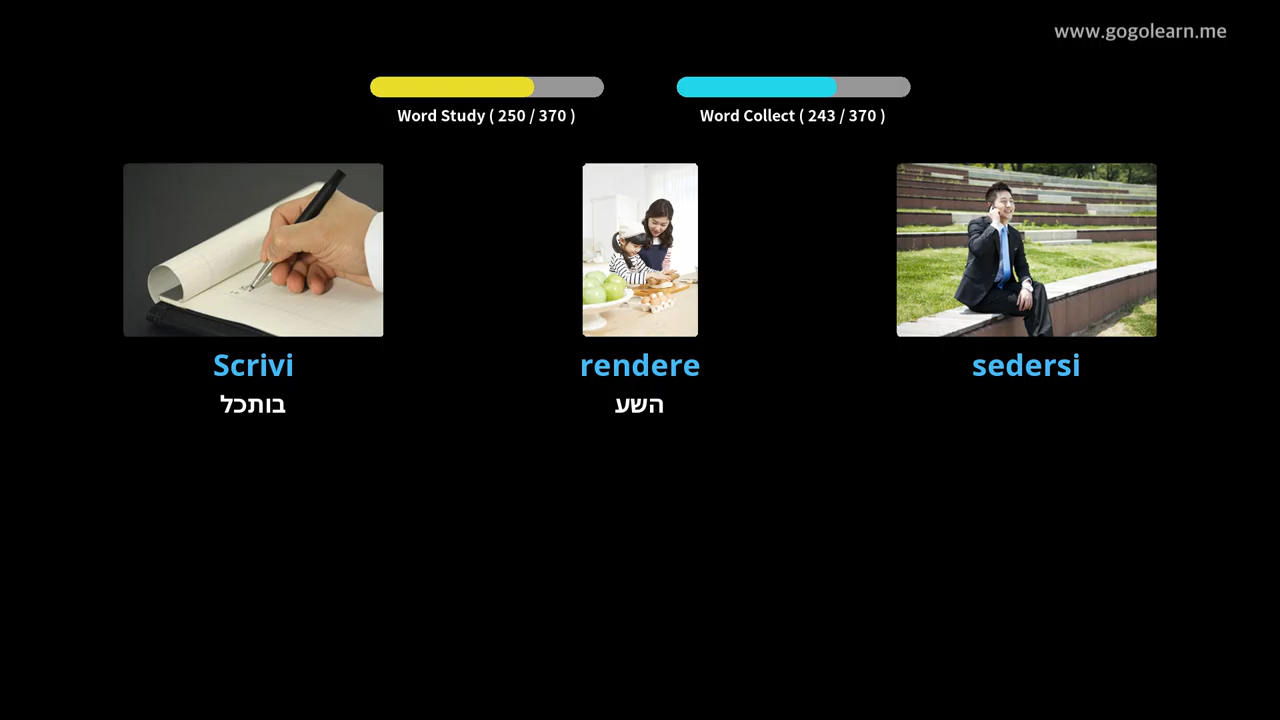 www.gogolearn.me
Word Study ( 250 / 370 )
Word Collect ( 243 / 370 )
Scrivi
בותכל
rendere
השע
sedersi